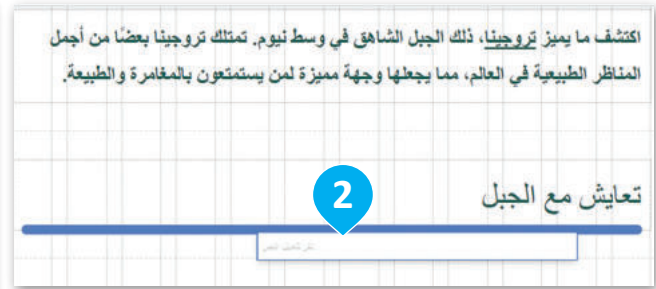 اكتشف ما يميز تروجينا، ذلك الجبل الشاهق في وسط نيوم. تمتلك تروجينا بعضًا من أجمل
المناظر الطبيعية في العالم، مما يجعلها وجهة مميزة لمن يستمتعون بالمغامرة والطبيعة.
تعايش مع الجبل
2